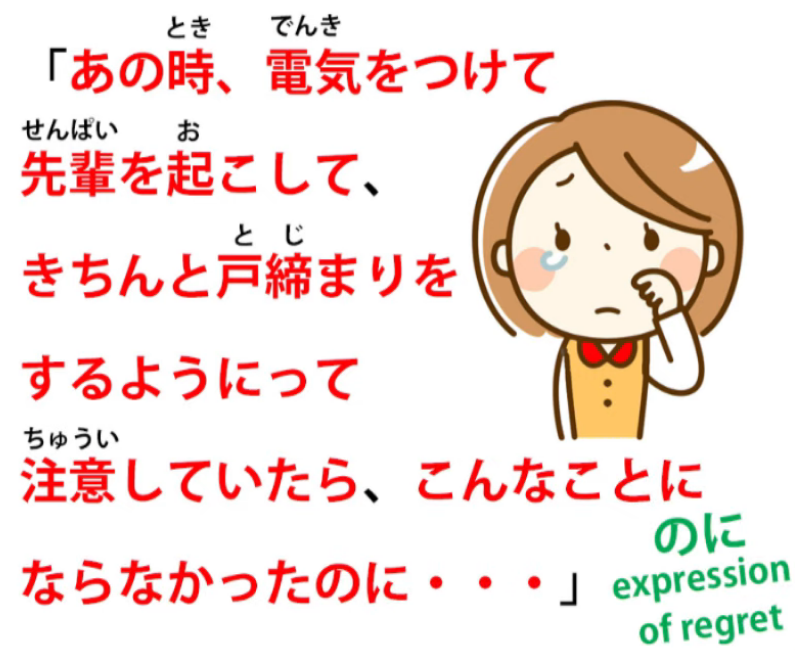 とき でんき
「あの時、電気をつけて
せんぱい お
先輩を起こして、
と じ
きちんと戸締まりを
するようにって
ちゅうい
注意していたら、こんなことに
ならなかったのに・・・」
のに
expression
of regret